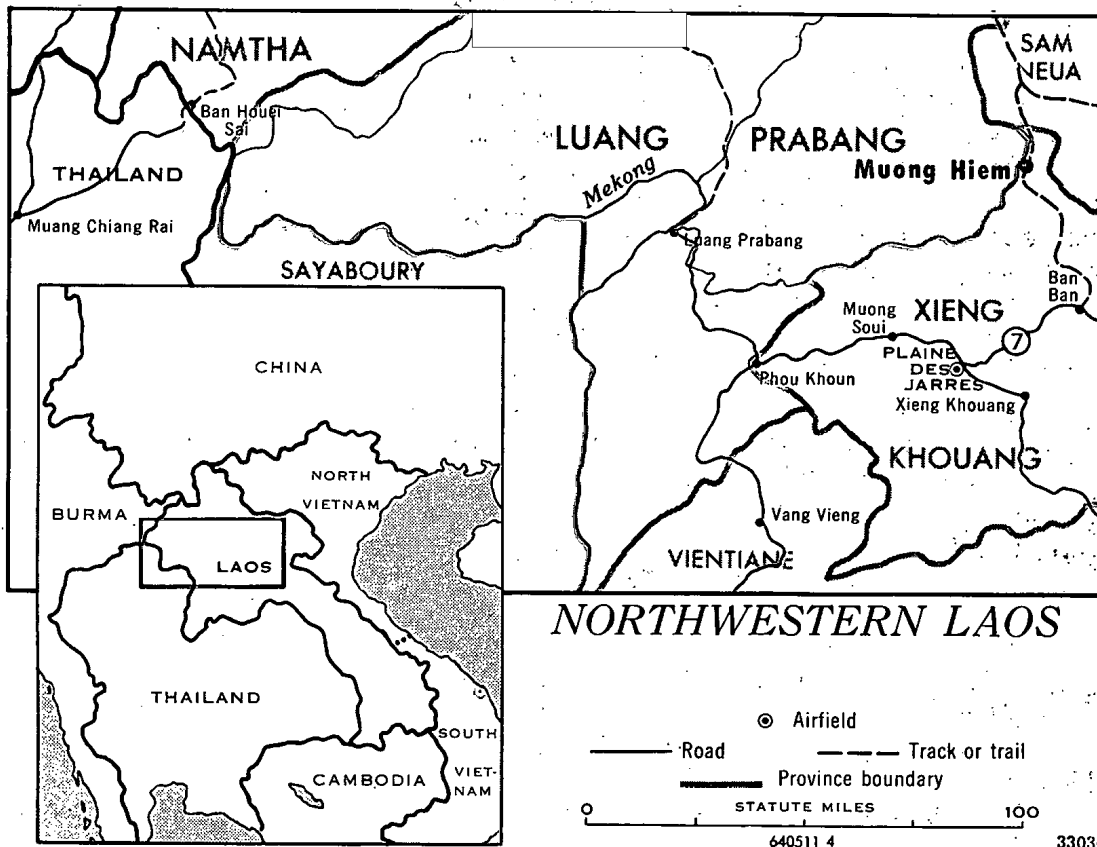 NAMTHA
Ban Houei
Sai
THAILAND
Muang Chiang Rai
SAYABOURY
LUANG PRABANG
Mekong
Luang Prabang
SAM
NEUA
Muong Hiem
Ban
Ban
XIENG
Muong
Soui
7
PLAINE
DES
JARRES
Phou Khoun
Xieng Khouang
KHOUANG
Vang Vieng
VIENTIANE
CHINA
NORTH
VIETNAM
BURMA
LAOS
THAILAND
SOUTH
VIET-
NAM
CAMBODIA
NORTHWESTERN LAOS
Airfield
Road
Track or trail
Province boundary
0 STATUTE MILES 100
640511 4